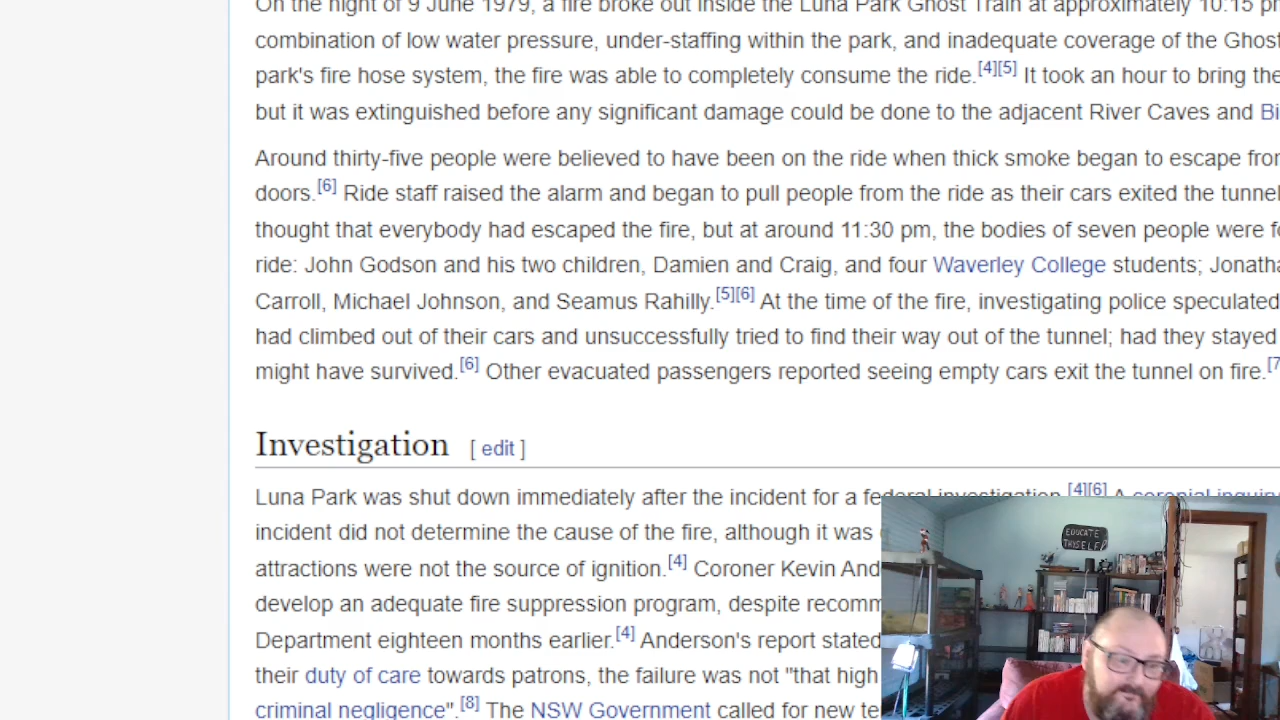 On the night of 9 June 1979, a fire broke out inside the Luna Park Ghost Train at approximately 10:15 pm
combination of low water pressure, under-staffing within the park, and inadequate coverage of the Ghost
park's fire hose system, the fire was able to completely consume the ride.[4][5] It took an hour to bring the
but it was extinguished before any significant damage could be done to the adjacent River Caves and Bi
Around thirty-five people were believed to have been on the ride when thick smoke began to escape from
doors.[6] Ride staff raised the alarm and began to pull people from the ride as their cars exited the tunnel
thought that everybody had escaped the fire, but at around 11:30 pm, the bodies of seven people were fo
ride: John Godson and his two children, Damien and Craig, and four Waverley College students; Jonatha
Carroll, Michael Johnson, and Seamus Rahilly.[5][6] At the time of the fire, investigating police speculated
had climbed out of their cars and unsuccessfully tried to find their way out of the tunnel; had they stayed
might have survived.[6] Other evacuated passengers reported seeing empty cars exit the tunnel on fire.[7
Investigation [ edit ]
Luna Park was shut down immediately after the incident for a federal investigation.[4][6] A coronial inquiry
incident did not determine the cause of the fire, although it was
attractions were not the source of ignition.[4] Coroner Kevin And
develop an adequate fire suppression program, despite recomm
Department eighteen months earlier.[4] Anderson's report stated
their duty of care towards patrons, the failure was not "that high
criminal negligence".[8] The NSW Government called for new te
EDUCATE
THYSELF